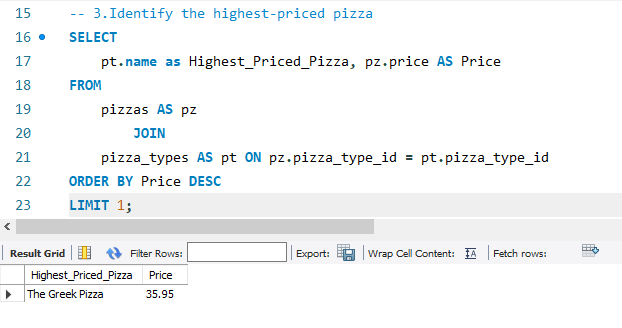 15 -- 3.Identify the highest-priced pizza
16 SELECT
17 pt.name as Highest_Priced_Pizza, pz.price AS Price
18 FROM
19 pizzas AS pz
20 JOIN
21 pizza_types AS pt ON pz.pizza_type_id = pt.pizza_type_id
22 ORDER BY Price DESC
23 LIMIT 1;
Result Grid Filter Rows: Export: Wrap Cell Content: IA Fetch rows:
Highest_Priced_Pizza Price
The Greek Pizza 35.95